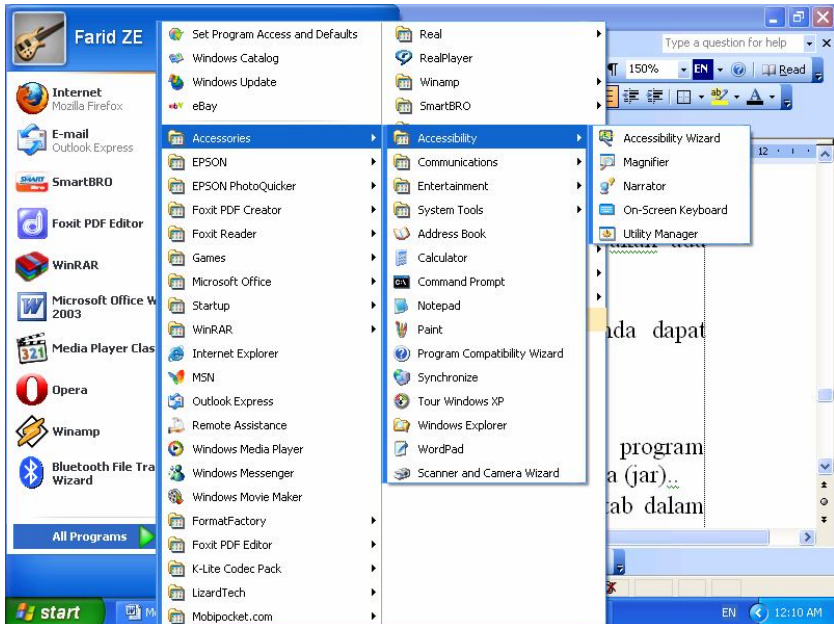 Farid ZE
Internet
Mozilla Firefox
E-mail
Outlook Express
SmartBRO
Foxit PDF Editor
WinRAR
Microsoft Office W
2003
Media Player Clas
Opera
Winamp
Bluetooth File Tra
Wizard
All Programs
start
Set Program Access and Defaults
Windows Catalog
Windows Update
eBay
Accessories
EPSON
EPSON PhotoQuicker
Foxit PDF Creator
Foxit Reader
Games
Microsoft Office
Startup
WinRAR
Internet Explorer
MSN
Outlook Express
Remote Assistance
Windows Media Player
Windows Messenger
Windows Movie Maker
FormatFactory
Foxit PDF Editor
K-Lite Codec Pack
LizardTech
Mobipocket.com
Real
RealPlayer
Winamp
SmartBRO
Accessibility
Communications
Entertainment
System Tools
Address Book
Calculator
Command Prompt
Notepad
Paint
Program Compatibility Wizard
Synchronize
Tour Windows XP
Windows Explorer
WordPad
Scanner and Camera Wizard
Accessibility Wizard
Magnifier
Narrator
On-Screen Keyboard
Utility Manager
Type a question for help
150% EN Read
12
nda dapat
program
a (jar)..
tab dalam
EN 12:10 AM